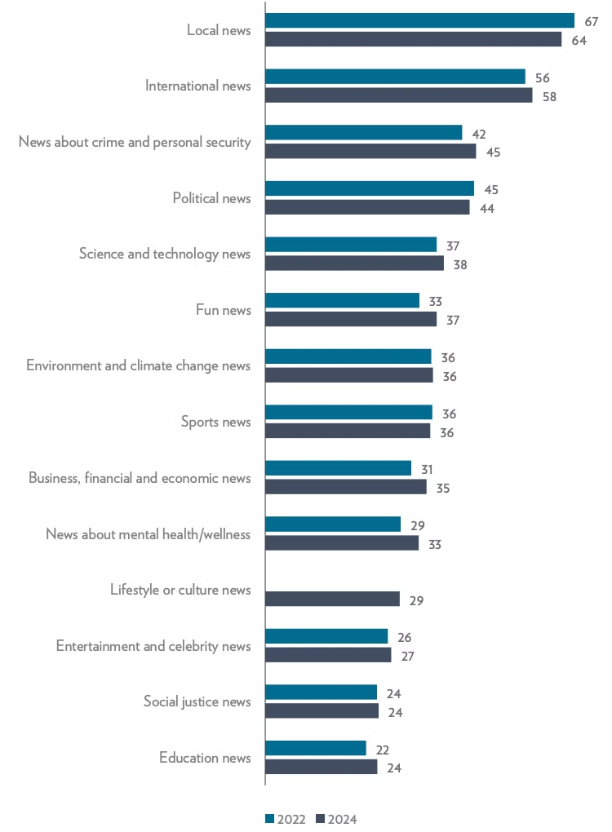 Local news 67
64
International news 56
58
News about crime and personal security 42
45
Political news 45
44
Science and technology news 37
38
Fun news 33
37
Environment and climate change news 36
36
Sports news 36
36
Business, financial and economic news 31
35
News about mental health/wellness 29
33
Lifestyle or culture news
29
Entertainment and celebrity news 26
27
Social justice news 24
24
Education news 22
24
2022 2024